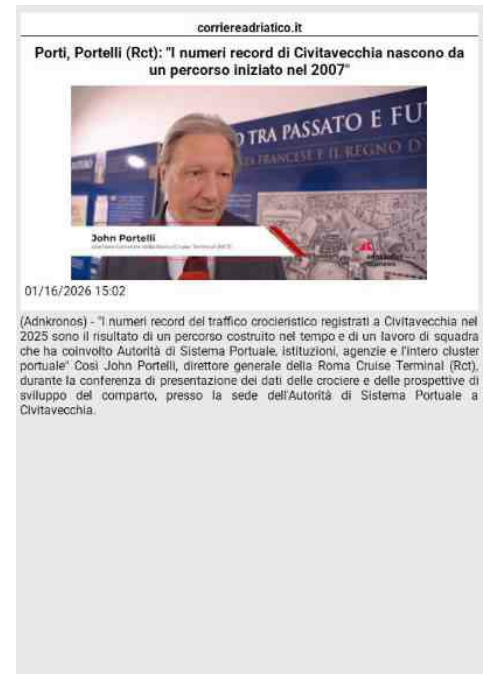 corriereadriatico.it
Porti, Portelli (Rct): "I numeri record di Civitavecchia nascono da
un percorso iniziato nel 2007"
O TRA PASSATO E FU
ZA FRANCESE E IL REGNO D
John Portelli
01/16/2026 15:02
(Adnkronos) - "I numeri record del traffico crocieristico registrati a Civitavecchia nel
2025 sono il risultato di un percorso costruito nel tempo e di un lavoro di squadra
che ha coinvolto Autorità di Sistema Portuale, istituzioni, agenzie e l'intero cluster
portuale" Così John Portelli, direttore generale della Roma Cruise Terminal (Rct),
durante la conferenza di presentazione dei dati delle crociere e delle prospettive di
sviluppo del comparto, presso la sede dell'Autorità di Sistema Portuale a
Civitavecchia.